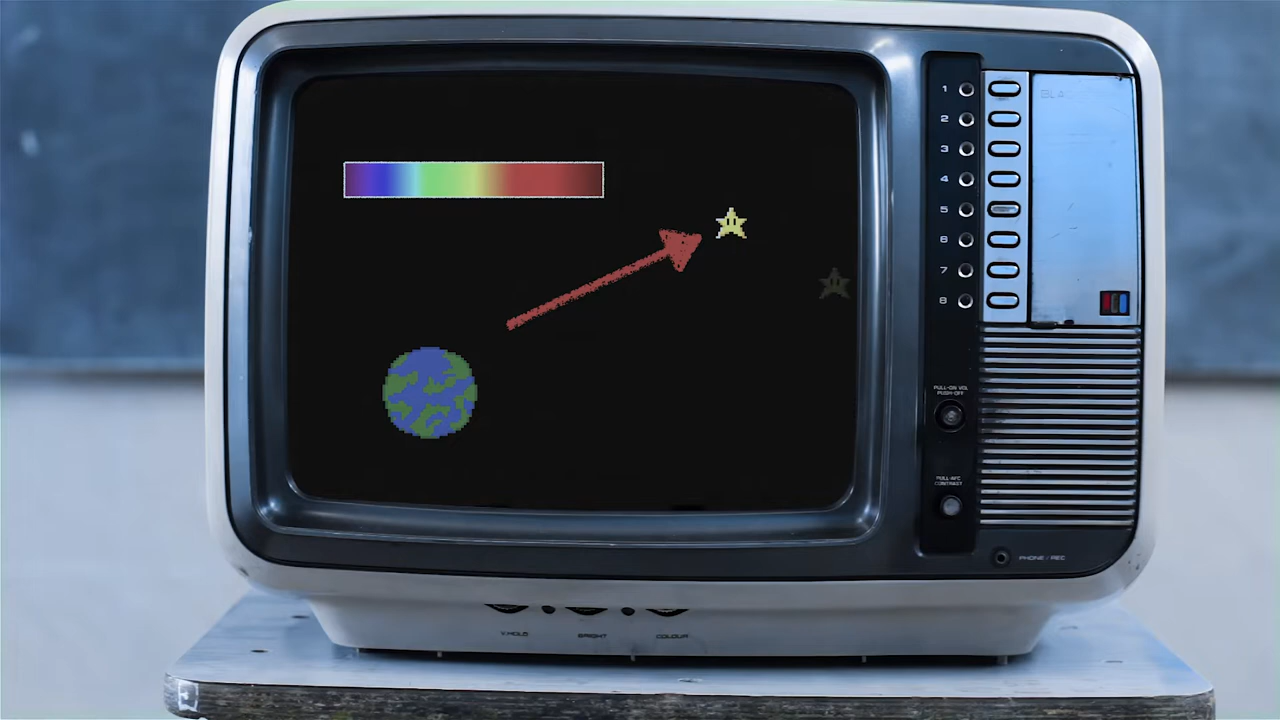 1
2
3
4
5
6
7
8
PULL-ON VOL
PUSH-OFF
PULL-AFC
CONTRAST
PHONE / REC
V.HOLD
BRIGHT
COLOUR